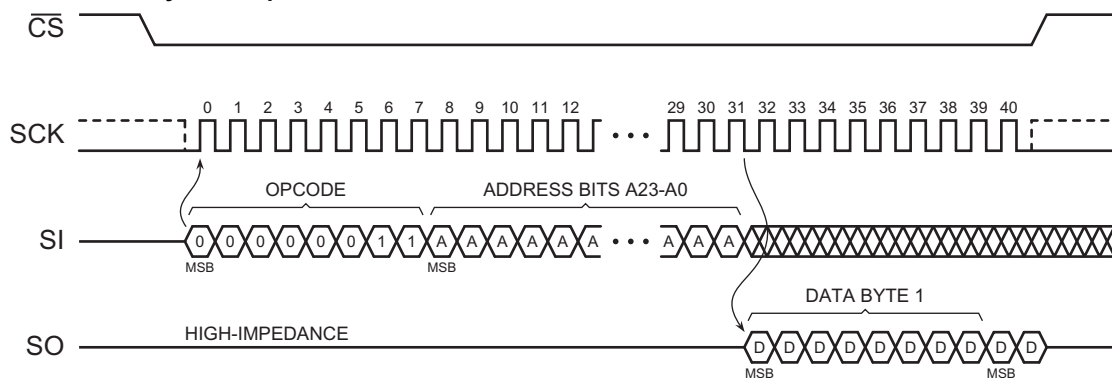 CS
0 1 2 3 4 5 6 7 8 9 10 11 12 29 30 31 32 33 34 35 36 37 38 39 40
SCK
OPCODE ADDRESS BITS A23-A0
SI 0 0 0 0 0 0 1 1 A A A A A A A A A
MSB MSB
DATA BYTE 1
HIGH-IMPEDANCE
SO D D D D D D D D D D
MSB MSB